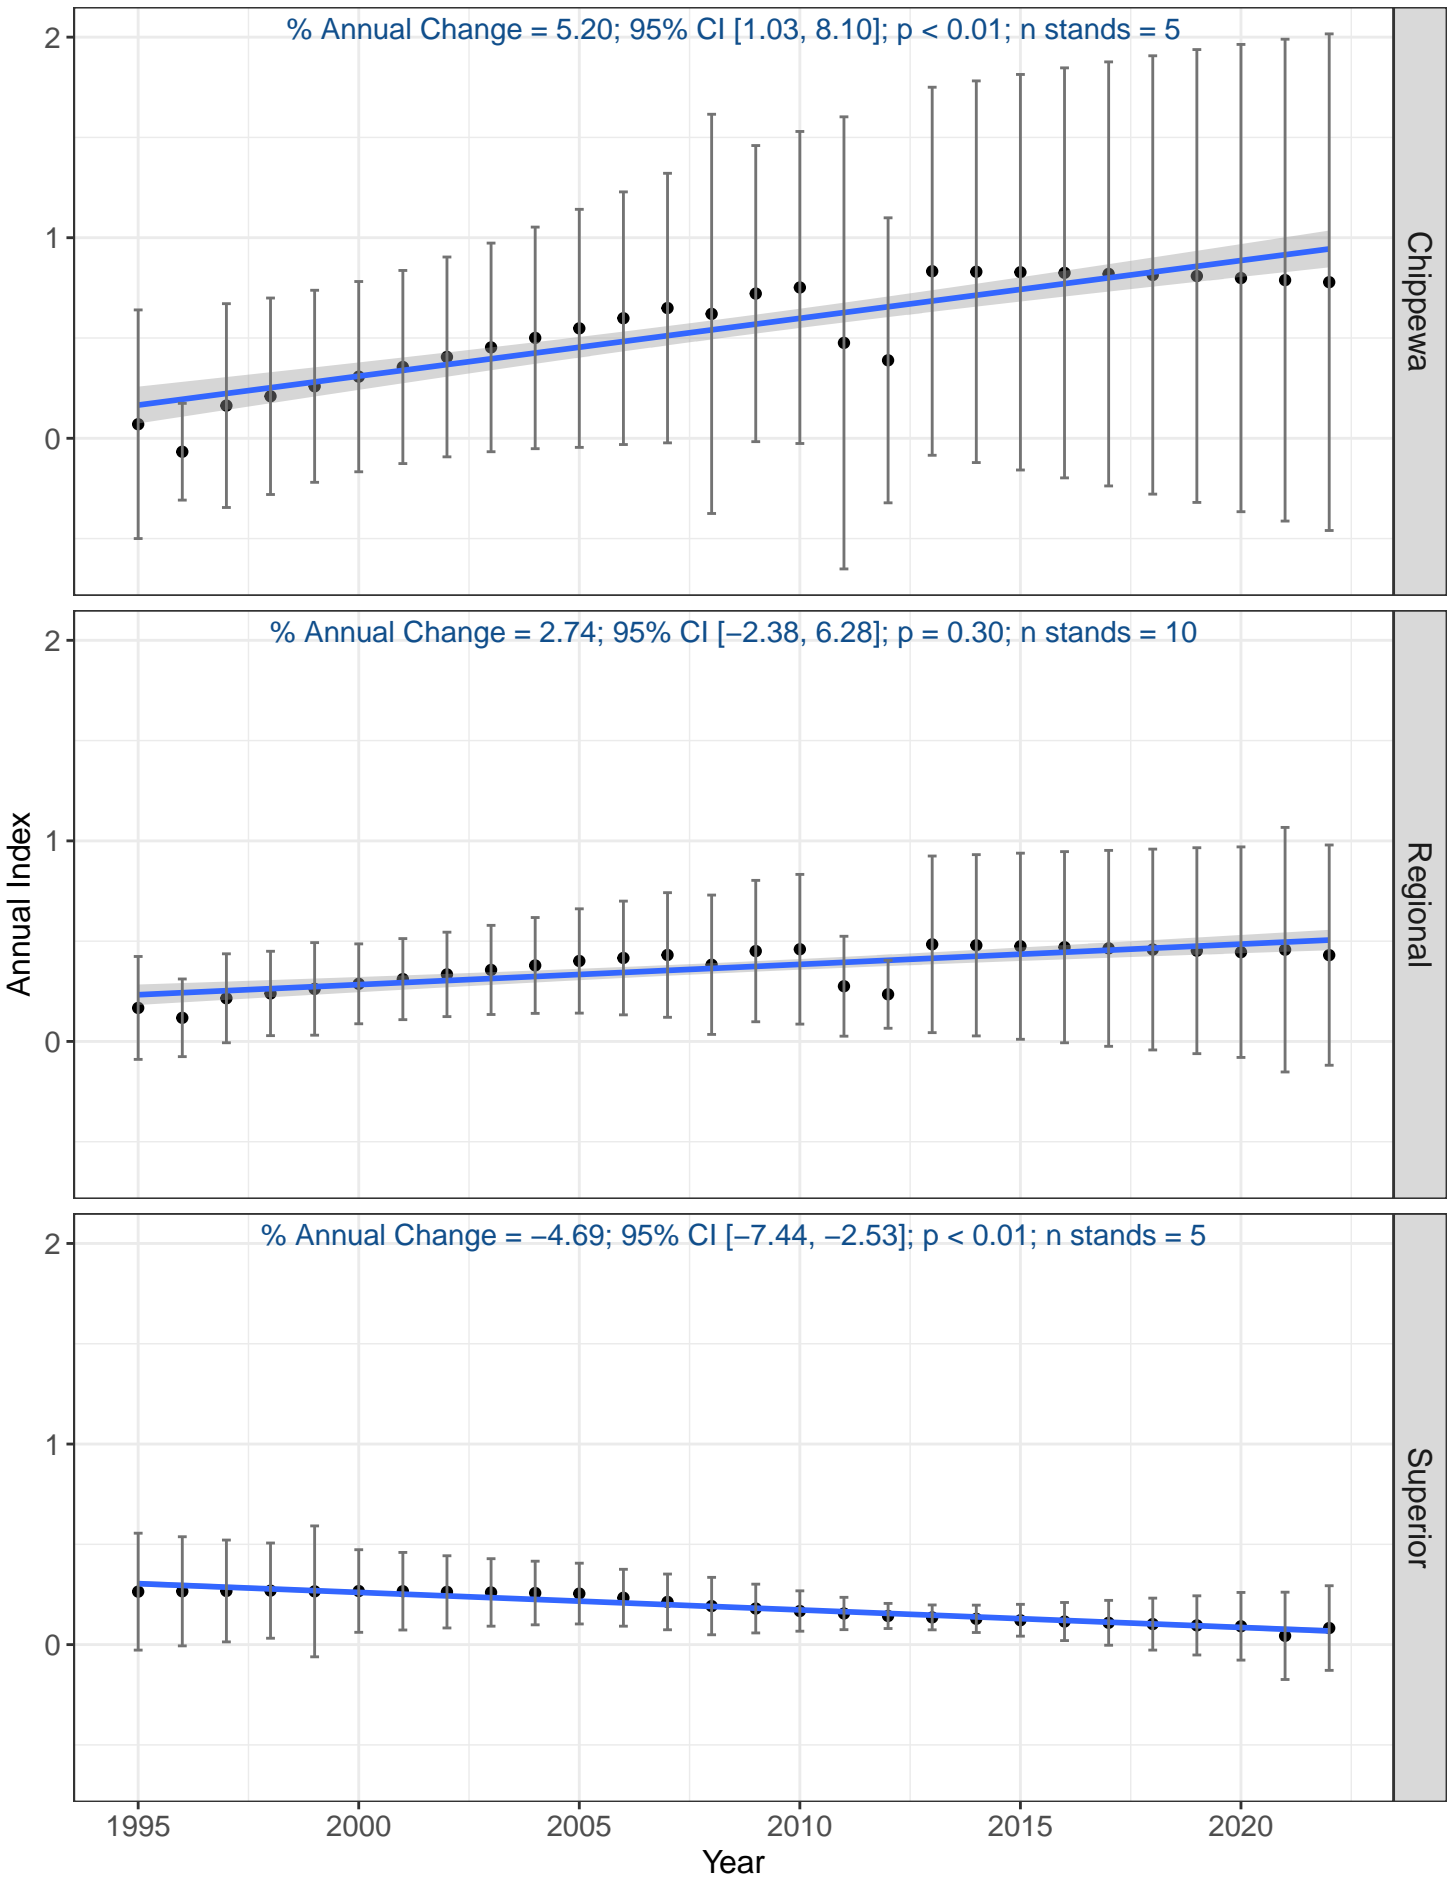 % Annual Change = 5.20; 95% CI [1.03, 8.10]; p < 0.01; n stands = 5
2
1
0
Chippewa
% Annual Change = 2.74; 95% CI [−2.38, 6.28]; p = 0.30; n stands = 10
2
1
0
Regional
Annual Index
% Annual Change = −4.69; 95% CI [−7.44, −2.53]; p < 0.01; n stands = 5
2
1
0
Superior
1995 2000 2005 2010 2015 2020
Year